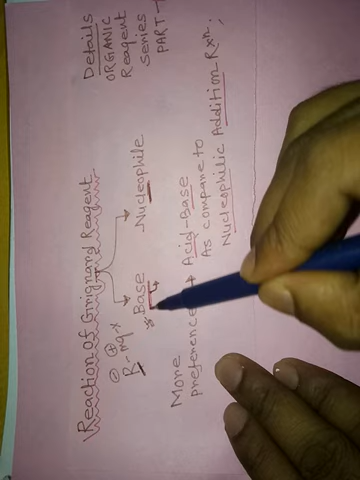 Details
ORGANIC
Reagent
Series
PART-
Reaction of Grignard Reagent
R-mg-x
Base
Nucleophile
More
preference → Acid-Base
As compare to
Nucleophilic Addition Rxn,